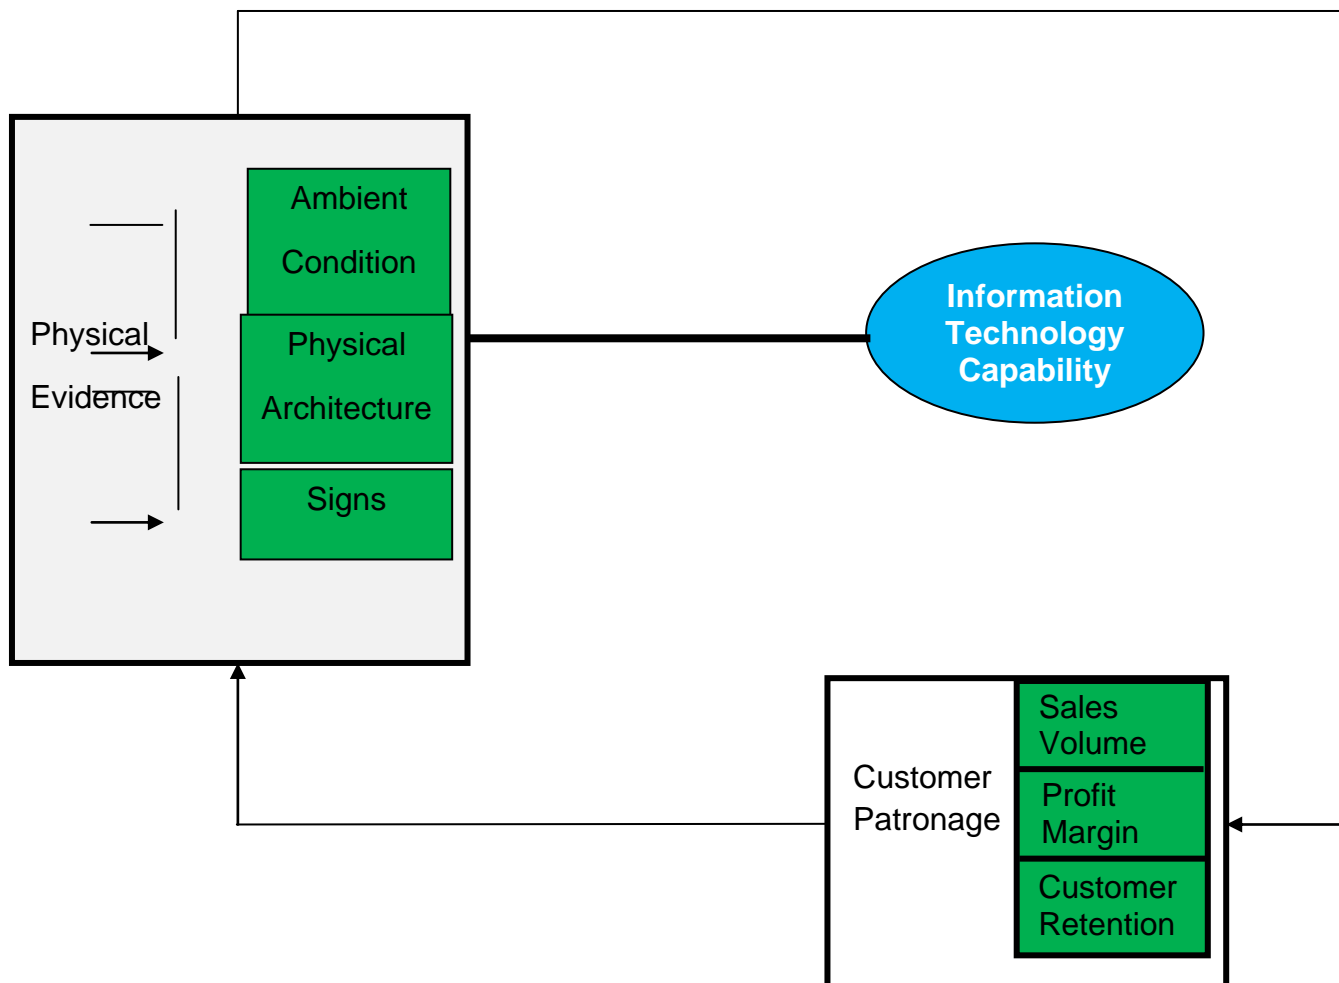 Physical
Evidence
Ambient
Condition
Physical
Architecture
Signs
Information
Technology
Capability
Customer
Patronage
Sales
Volume
Profit
Margin
Customer
Retention